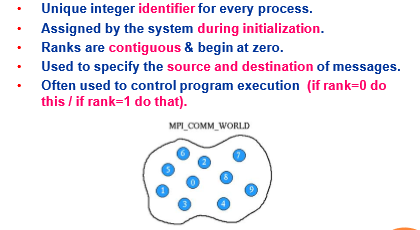 • Unique integer identifier for every process.
• Assigned by the system during initialization.
• Ranks are contiguous & begin at zero.
• Used to specify the source and destination of messages.
• Often used to control program execution (if rank=0 do
this / if rank=1 do that).
MPI_COMM_WORLD
6
2
7
5
0
8
1
9
3
4